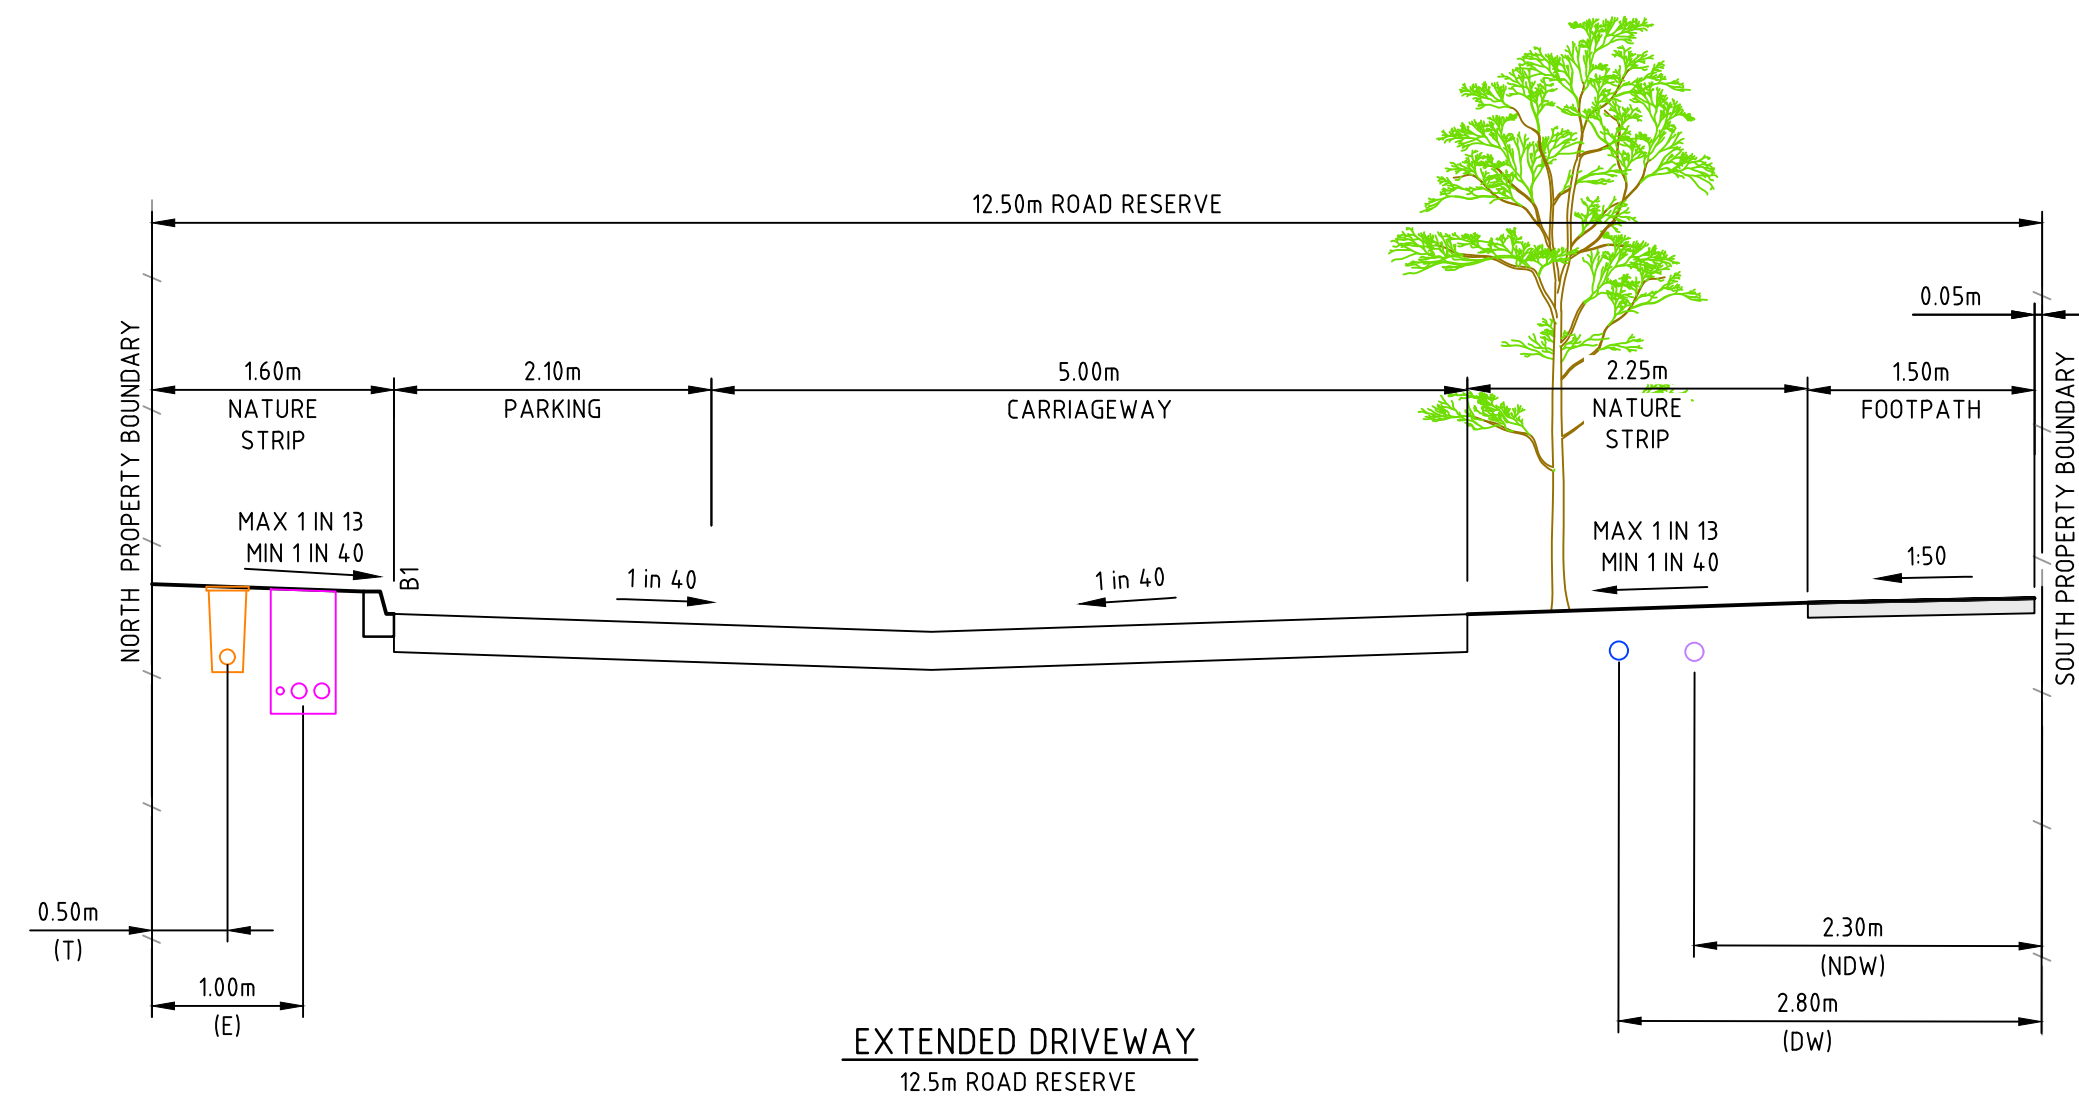 12.50m ROAD RESERVE
0.05m
1.60m
NATURE
STRIP
2.10m
PARKING
5.00m
CARRIAGEWAY
2.25m
NATURE
STRIP
1.50m
FOOTPATH
NORTH PROPERTY BOUNDARY
SOUTH PROPERTY BOUNDARY
MAX 1 IN 13
MIN 1 IN 40
B1
1 in 40
1 in 40
MAX 1 IN 13
MIN 1 IN 40
1:50
0.50m
(T)
1.00m
(E)
2.30m
(NDW)
2.80m
(DW)
EXTENDED DRIVEWAY
12.5m ROAD RESERVE